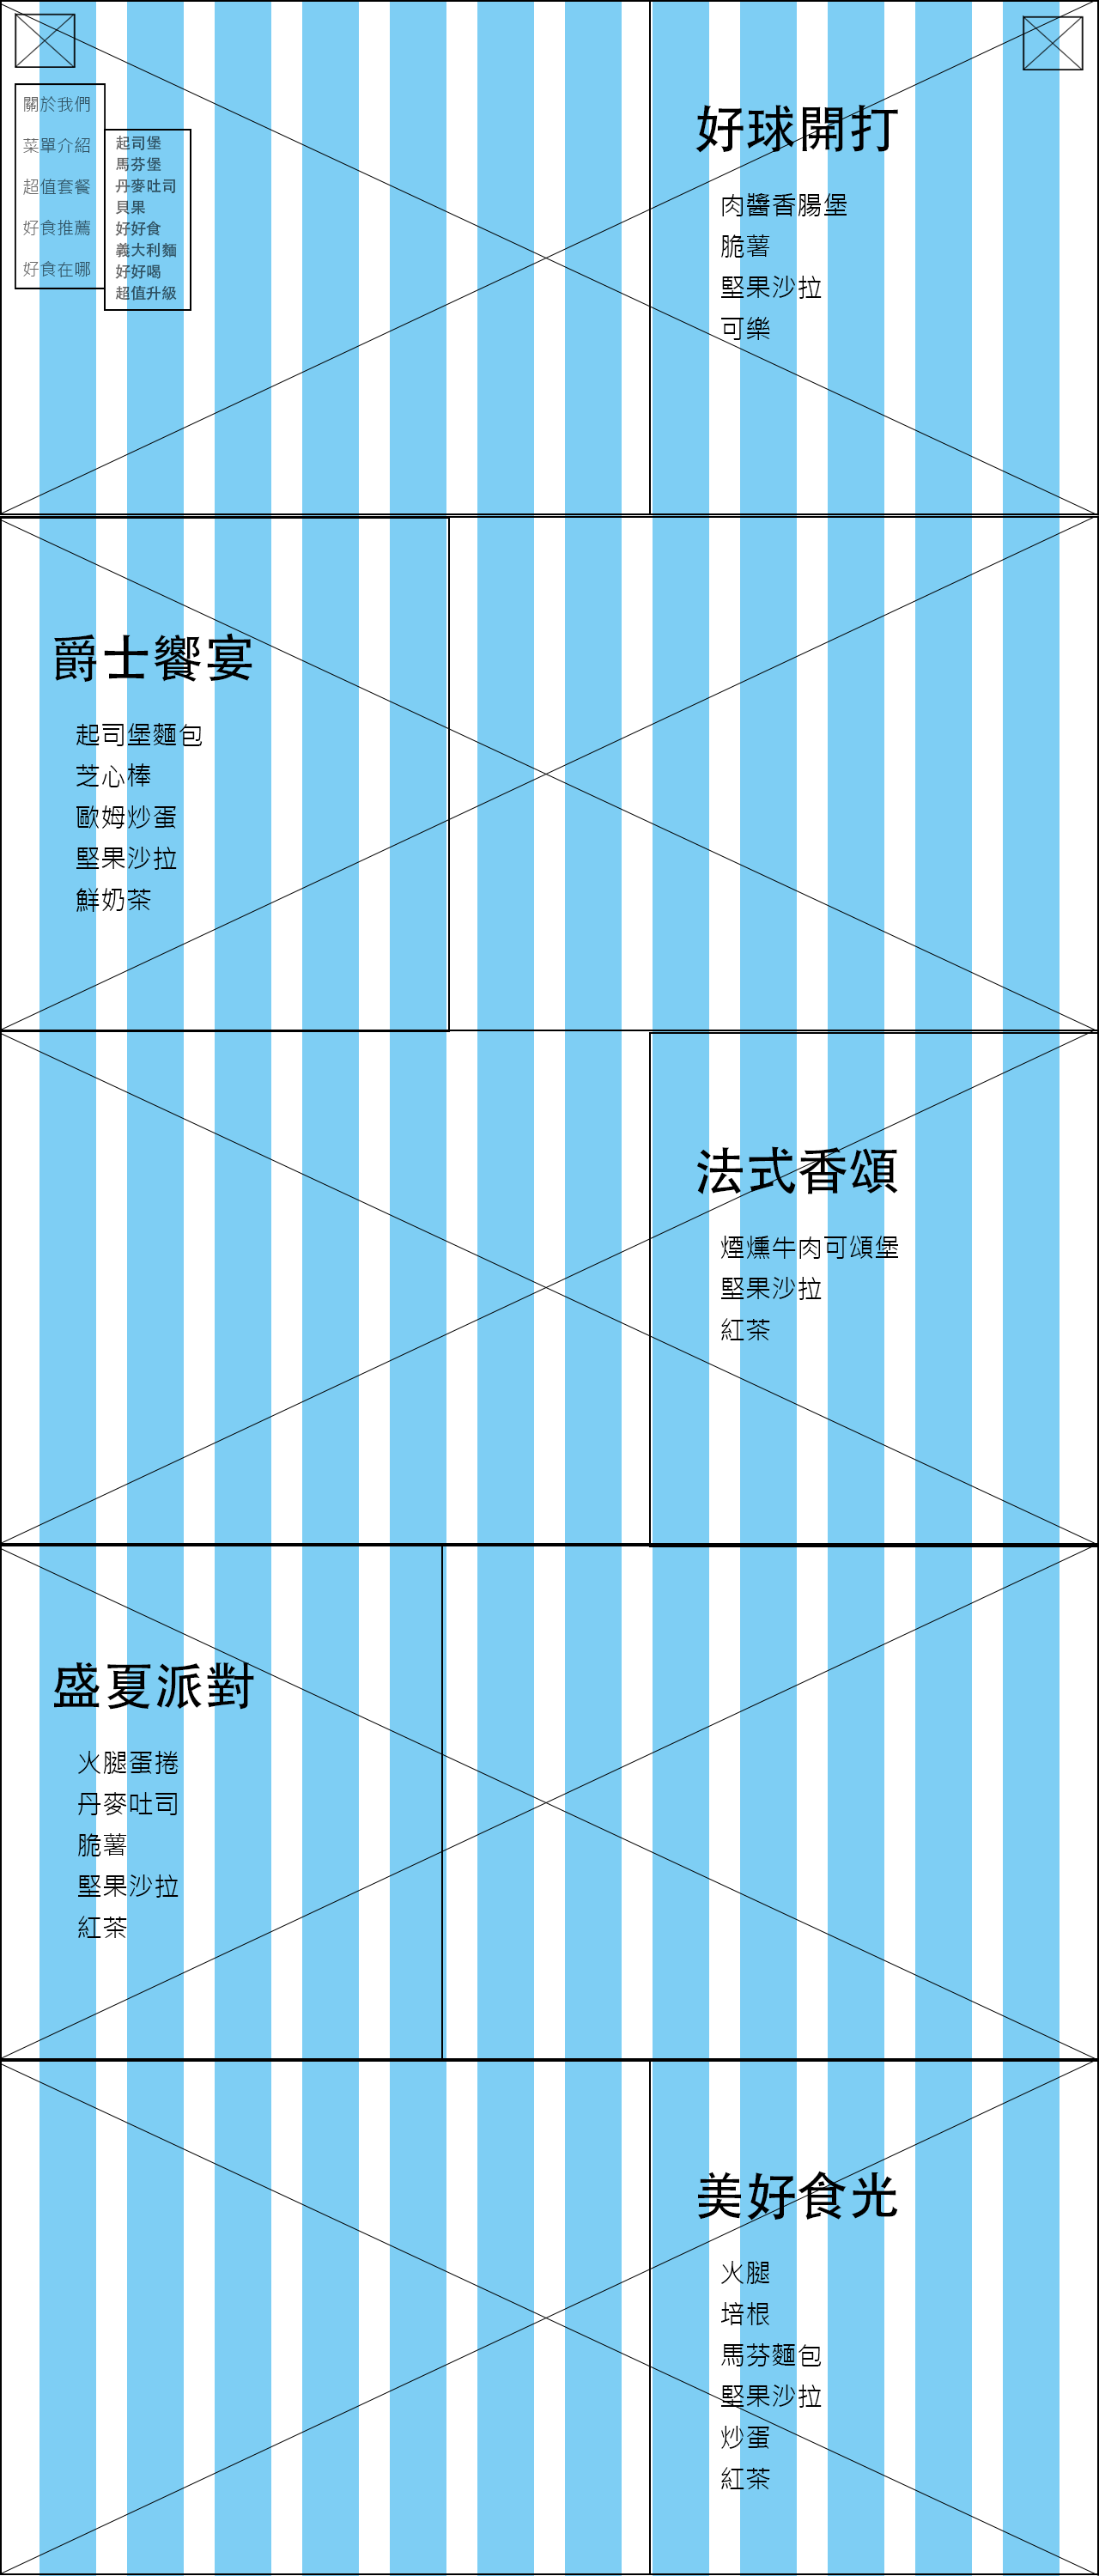 關於我們
菜單介紹
超值套餐
好食推薦
好食在哪
起司堡
馬芬堡
丹麥吐司
貝果
好好食
義大利麵
好好喝
超值升級
好球開打
肉醬香腸堡
脆薯
堅果沙拉
可樂
爵士饗宴
起司堡麵包
芝心棒
歐姆炒蛋
堅果沙拉
鮮奶茶
法式香頌
煙燻牛肉可頌堡
堅果沙拉
紅茶
盛夏派對
火腿蛋捲
丹麥吐司
脆薯
堅果沙拉
紅茶
美好食光
火腿
培根
馬芬麵包
堅果沙拉
炒蛋
紅茶